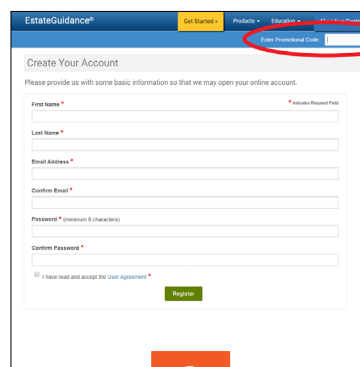 EstateGuidance®
Get Started »
Products
Education
Enter Promotional Code:
Create Your Account
Please provide us with some basic information so that we may open your online account.
First Name *
* Indicates Required Field
Last Name *
Email Address *
Confirm Email *
Password * (minimum 8 characters)
Confirm Password *
I have read and accept the User Agreement *
Register